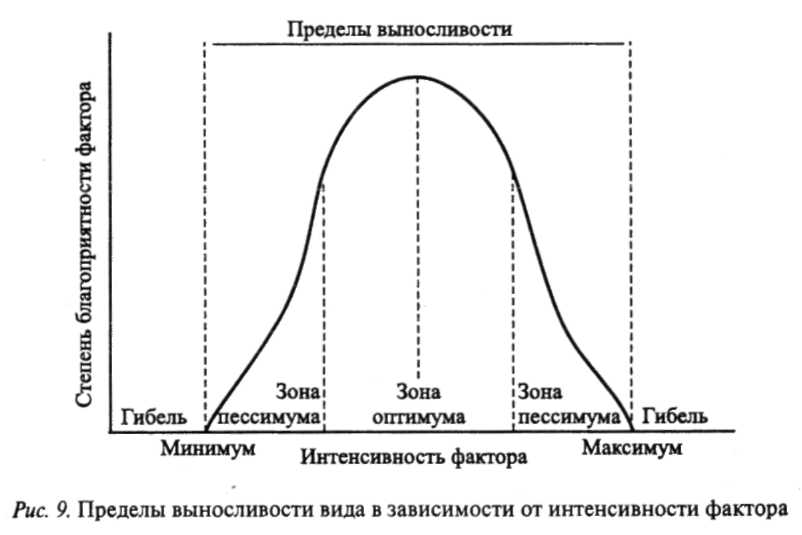 Пределы выносливости
Степень благоприятности фактора
Зона
пессимума
Зона
оптимума
Зона
пессимума
Гибель
Гибель
Минимум
Максимум
Интенсивность фактора
Рис. 9. Пределы выносливости вида в зависимости от интенсивности фактора